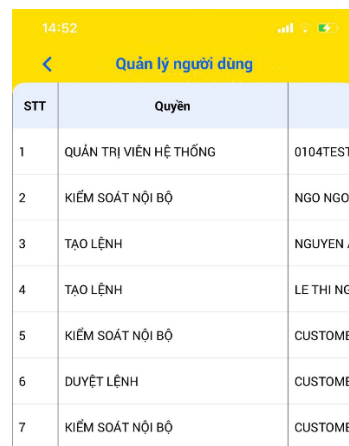 14:52
Quản lý người dùng
STT Quyền
1 QUẢN TRỊ VIÊN HỆ THỐNG 0104TEST
2 KIỂM SOÁT NỘI BỘ NGO NGO
3 TẠO LỆNH NGUYEN
4 TẠO LỆNH LE THI NG
5 KIỂM SOÁT NỘI BỘ CUSTOME
6 DUYỆT LỆNH CUSTOME
7 KIỂM SOÁT NỘI BỘ CUSTOME